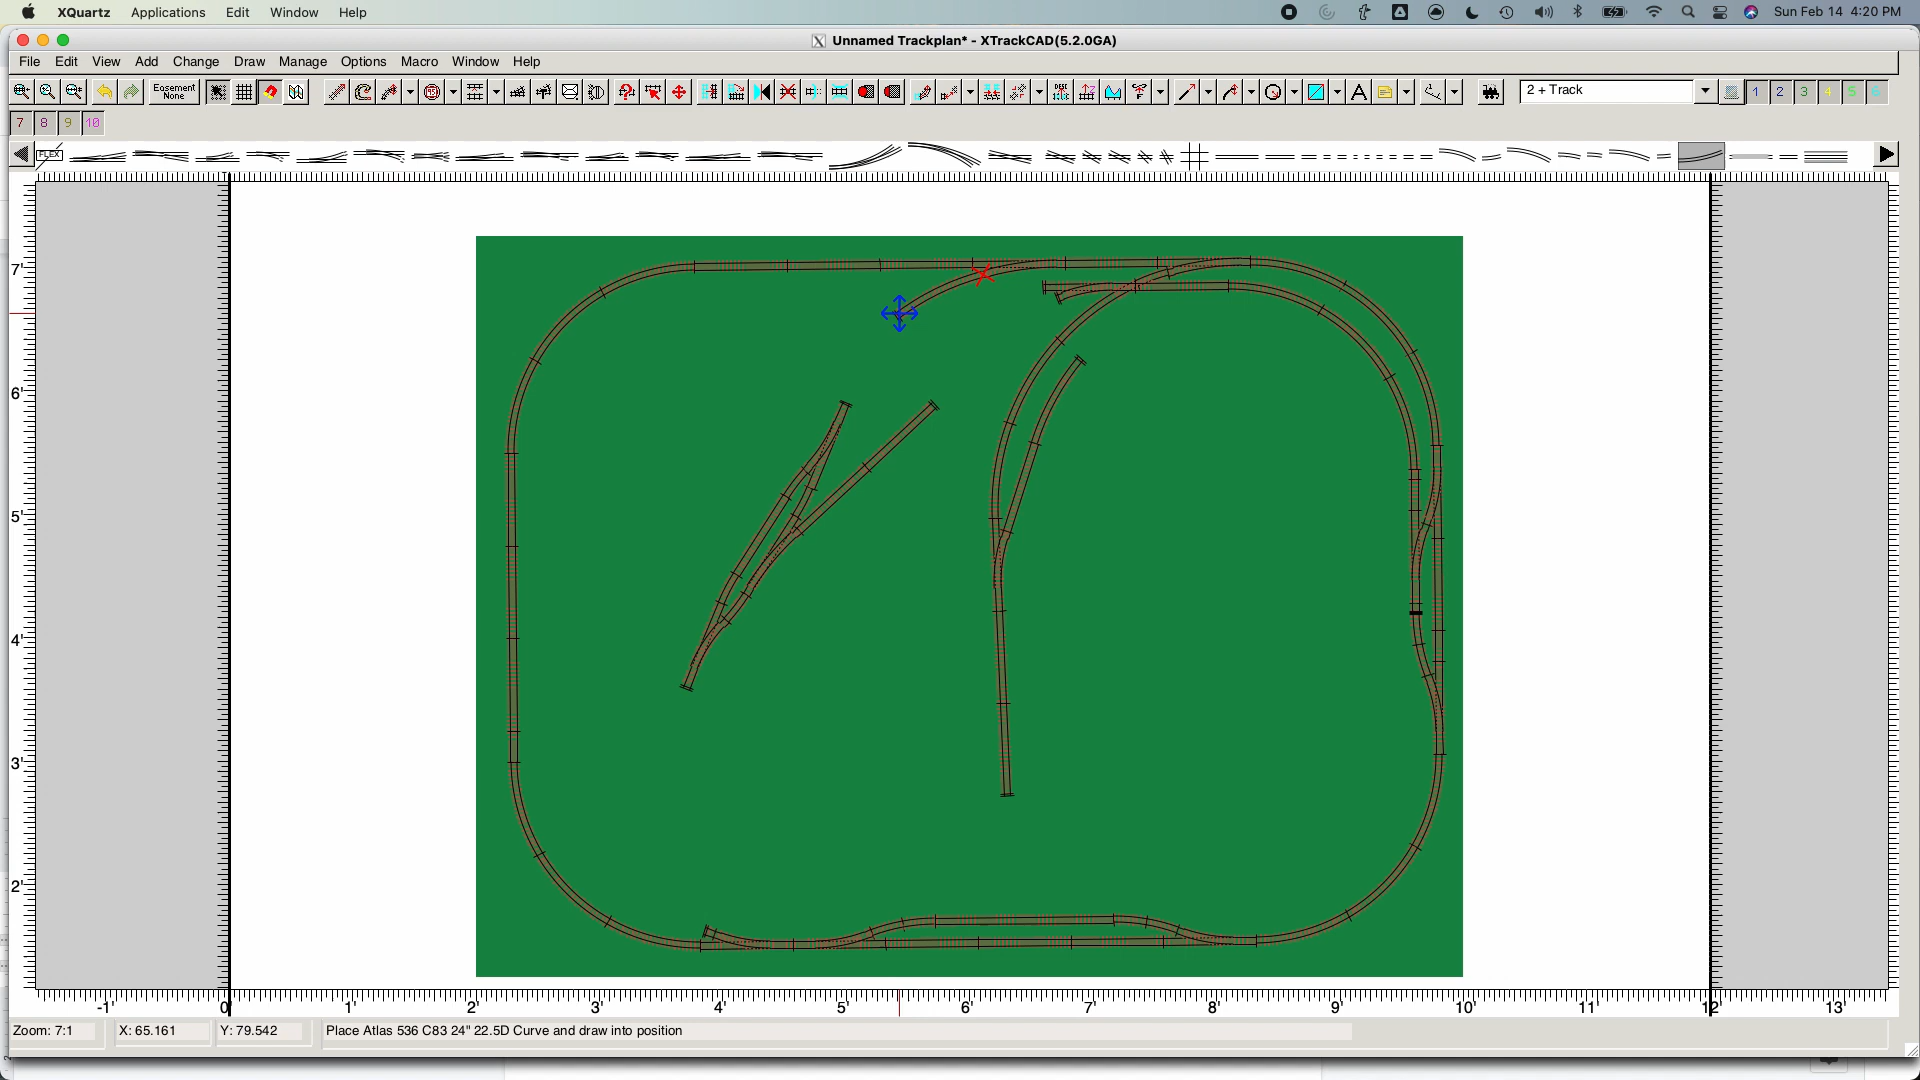 XQuartz Applications Edit Window Help Sun Feb 14 4:20 PM
Unnamed Trackplan* - XTrackCAD(5.2.0GA)
File Edit View Add Change Draw Manage Options Macro Window Help
Easement
None
2 + Track 1 2 3 4 5 6
7 8 9 10
FLEX
7'
6'
5'
4'
3'
2'
-1' 0' 1' 2' 3' 4' 5' 6' 7' 8' 9' 10' 12' 13'
Zoom: 7:1 X: 65.161 Y: 79.542 Place Atlas 536 C83 24" 22.5D Curve and draw into position